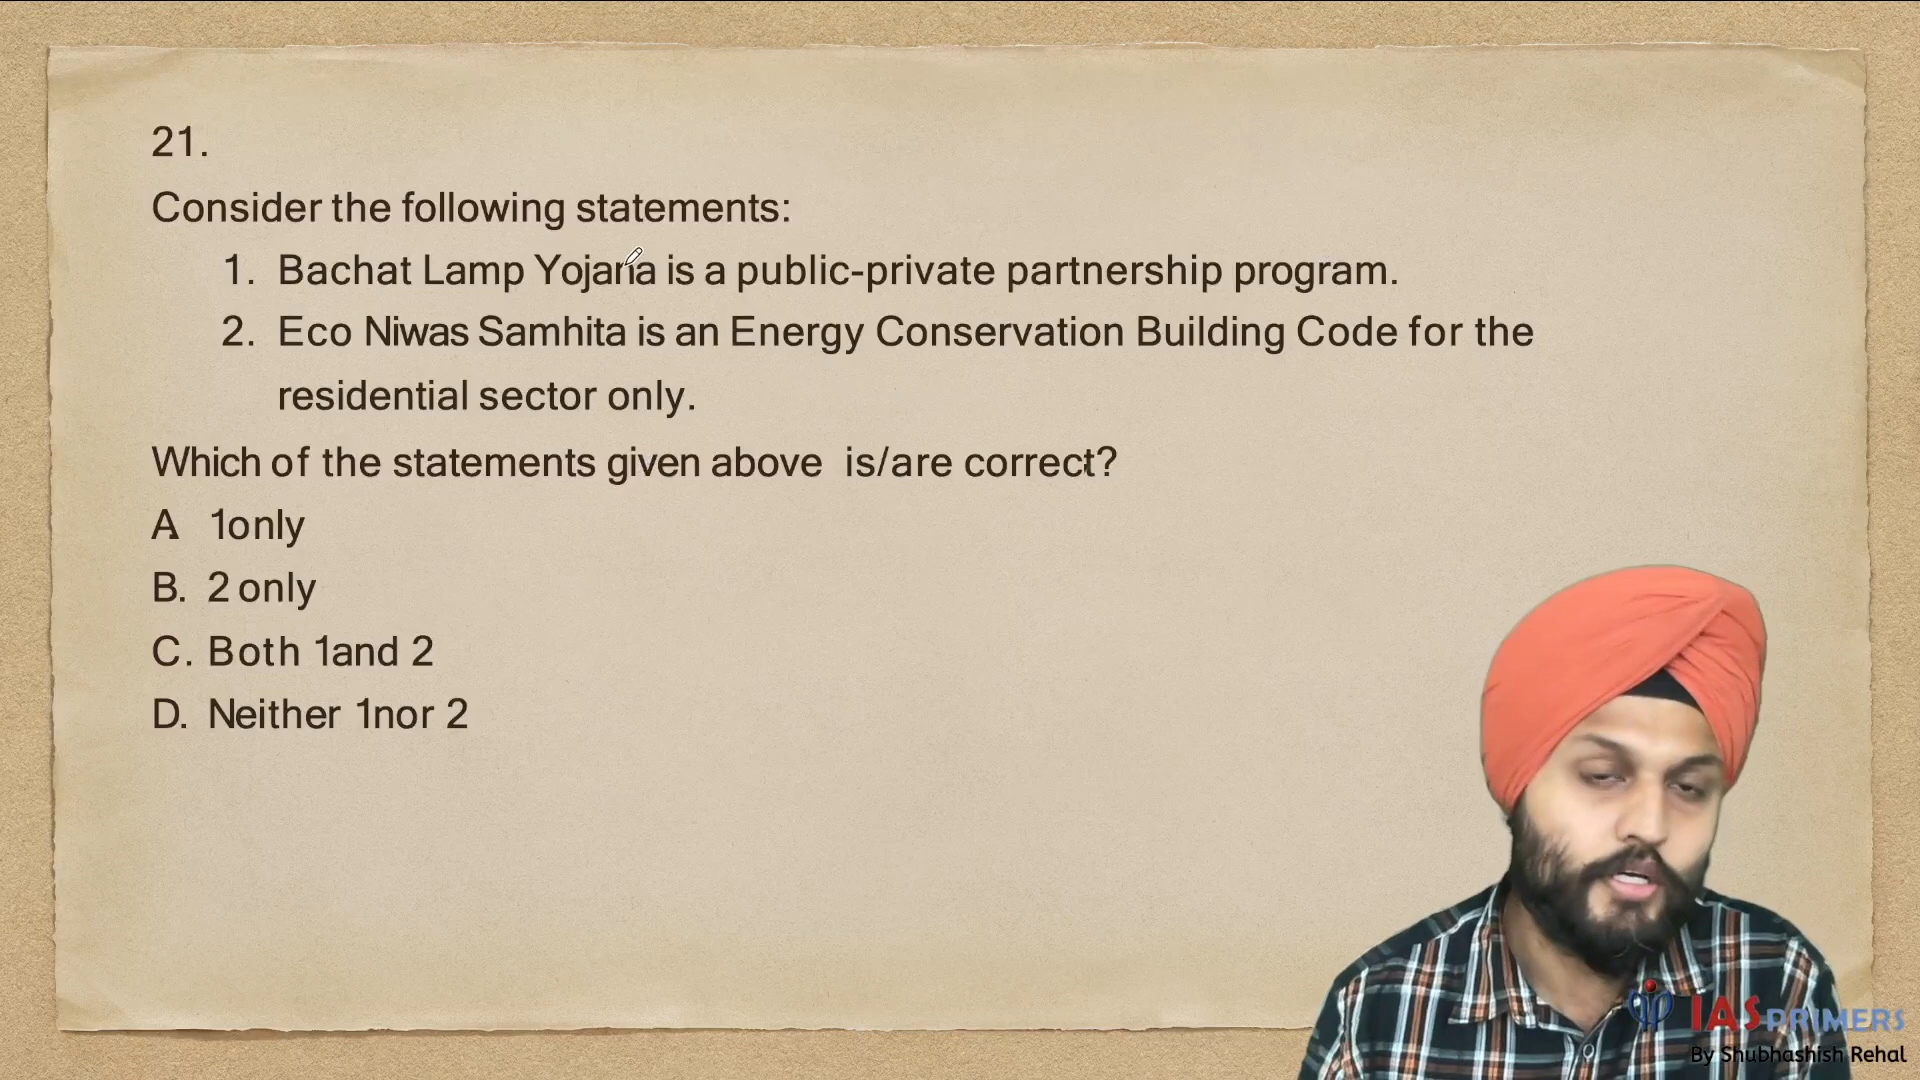 21.
Consider the following statements:
1. Bachat Lamp Yojana is a public-private partnership program.
2. Eco Niwas Samhita is an Energy Conservation Building Code for the
residential sector only.
Which of the statements given above is/are correct?
A. 1only
B. 2 only
C. Both 1and 2
D. Neither 1nor 2
IAS PRIMERS
By Shubhashish Rehal